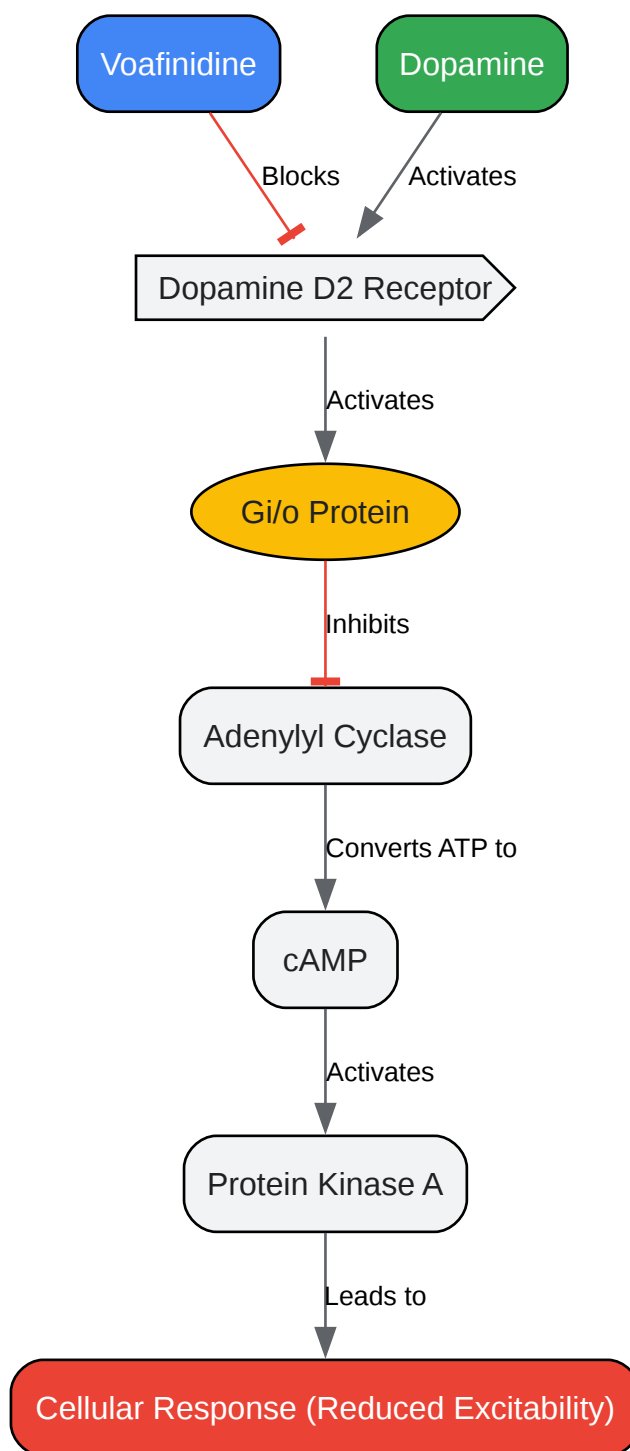 Voafinidine
Dopamine
Blocks
Activates
Dopamine D2 Receptor
Activates
Gi/o Protein
Inhibits
Adenylyl Cyclase
Converts ATP to
cAMP
Activates
Protein Kinase A
Leads to
Cellular Response (Reduced Excitability)